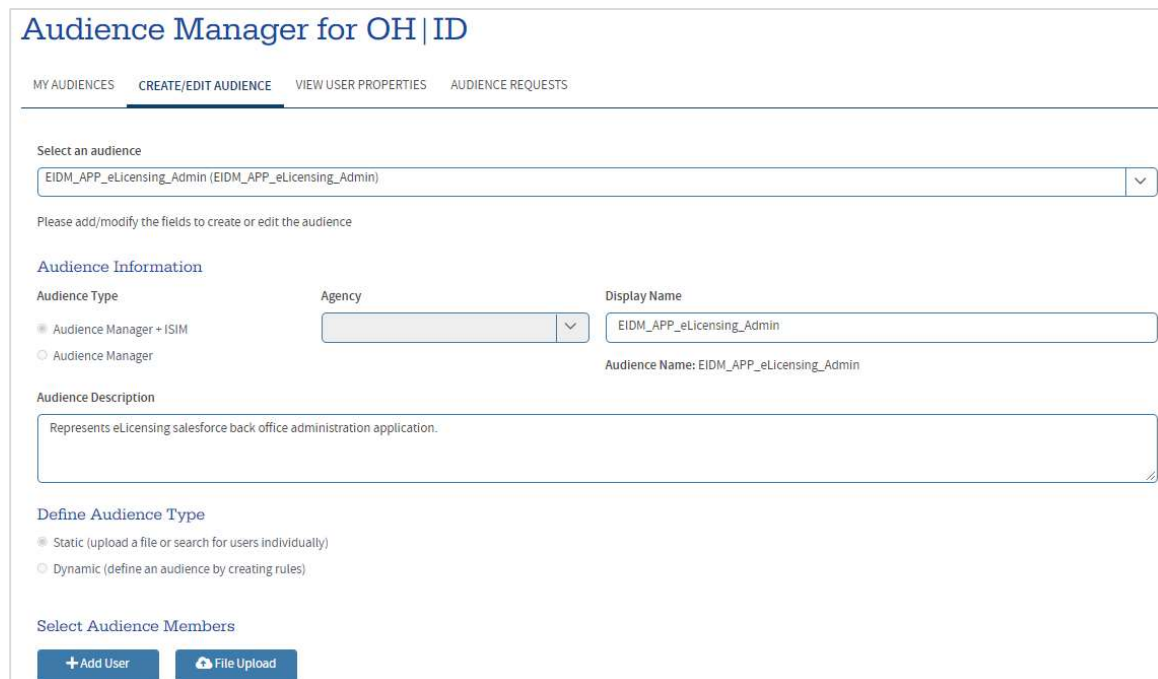 Audience Manager for OH|ID
MY AUDIENCES CREATE/EDIT AUDIENCE VIEW USER PROPERTIES AUDIENCE REQUESTS
Select an audience
EIDM_APP_eLicensing_Admin (EIDM_APP_eLicensing_Admin)
Please add/modify the fields to create or edit the audience
Audience Information
Audience Type Agency Display Name
Audience Manager + ISIM EIDM_APP_eLicensing_Admin
Audience Manager
Audience Name: EIDM_APP_eLicensing_Admin
Audience Description
Represents eLicensing salesforce back office administration application.
Define Audience Type
Static (upload a file or search for users individually)
Dynamic (define an audience by creating rules)
Select Audience Members
+Add User File Upload